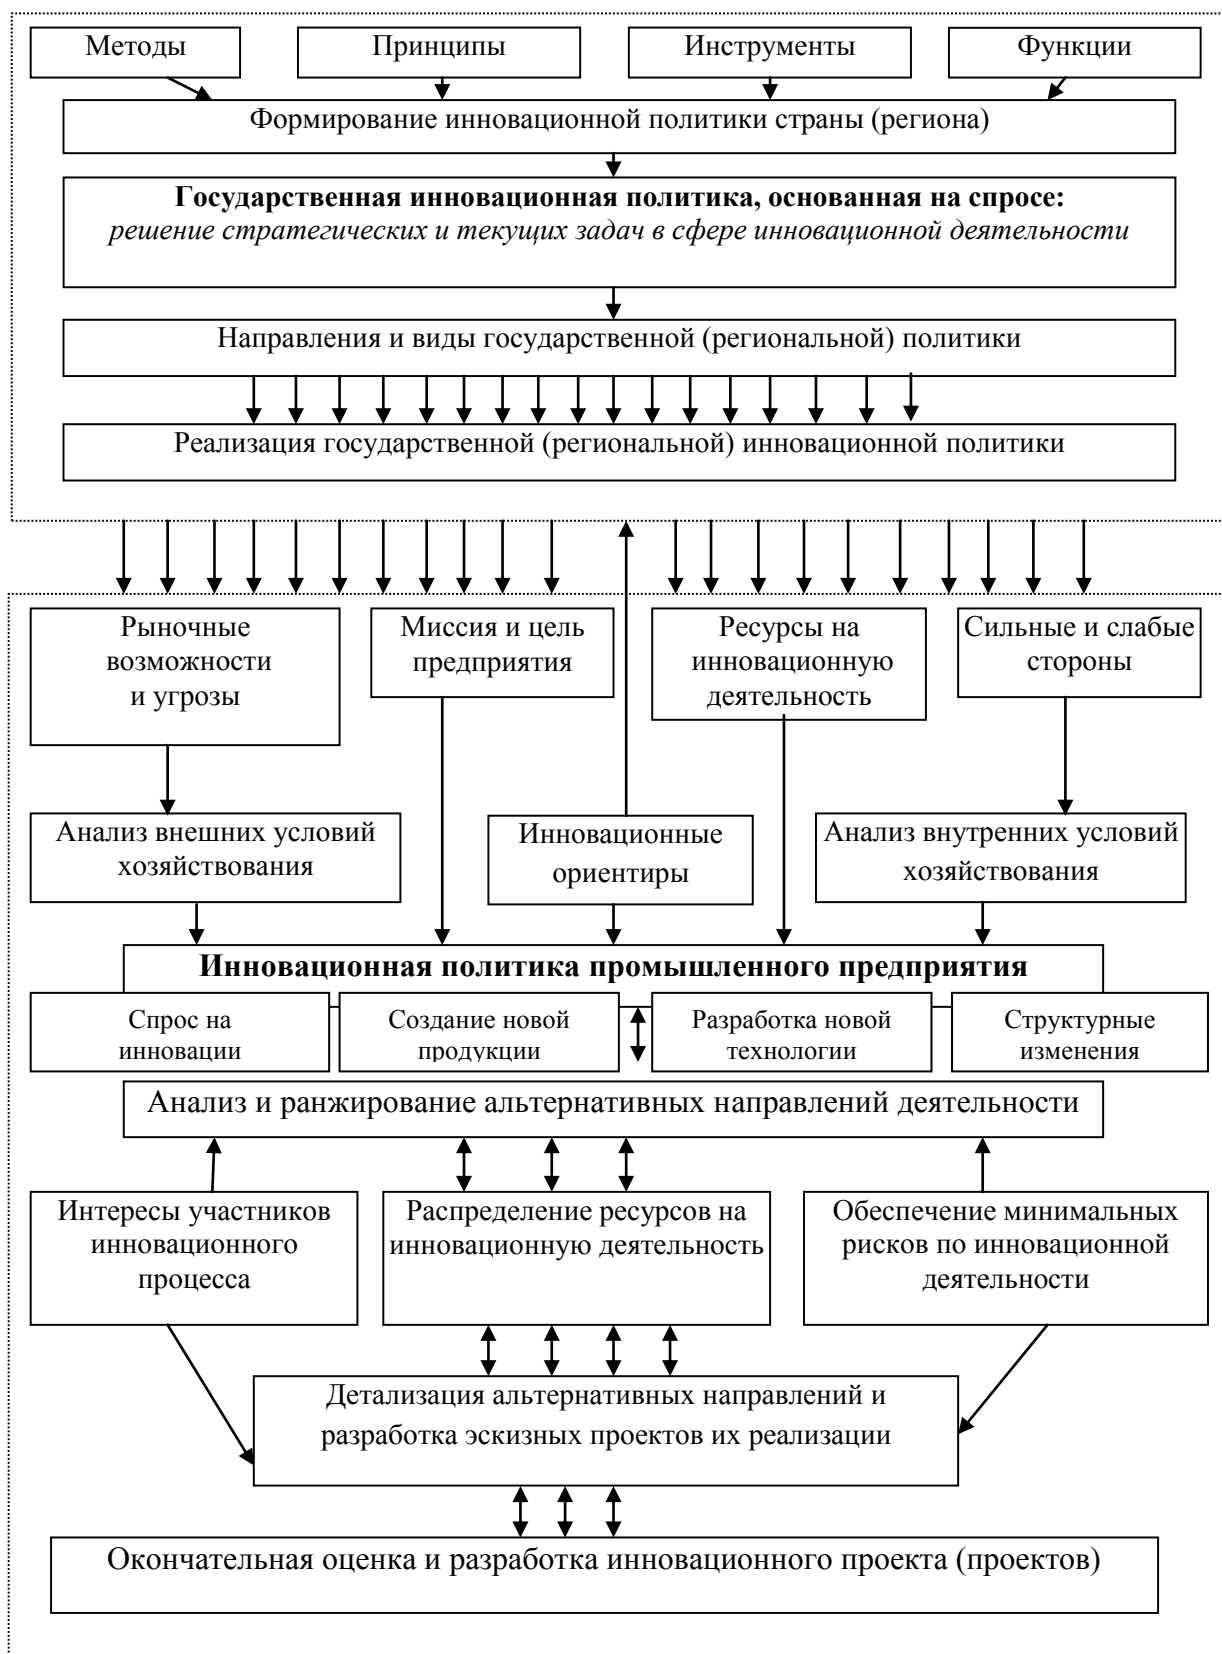 Методы
Принципы
Инструменты
Функции
Формирование инновационной политики страны (региона)
Государственная инновационная политика, основанная на спросе:
решение стратегических и текущих задач в сфере инновационной деятельности
Направления и виды государственной (региональной) политики
Реализация государственной (региональной) инновационной политики
Рыночные
возможности
и угрозы
Миссия и цель
предприятия
Ресурсы на
инновационную
деятельность
Сильные и слабые
стороны
Анализ внешних условий
хозяйствования
Инновационные
ориентиры
Анализ внутренних условий
хозяйствования
Инновационная политика промышленного предприятия
Спрос на
инновации
Создание новой
продукции
Разработка новой
технологии
Структурные
изменения
Анализ и ранжирование альтернативных направлений деятельности
Интересы участников
инновационного
процесса
Распределение ресурсов на
инновационную деятельность
Обеспечение минимальных
рисков по инновационной
деятельности
Детализация альтернативных направлений и
разработка эскизных проектов их реализации
Окончательная оценка и разработка инновационного проекта (проектов)